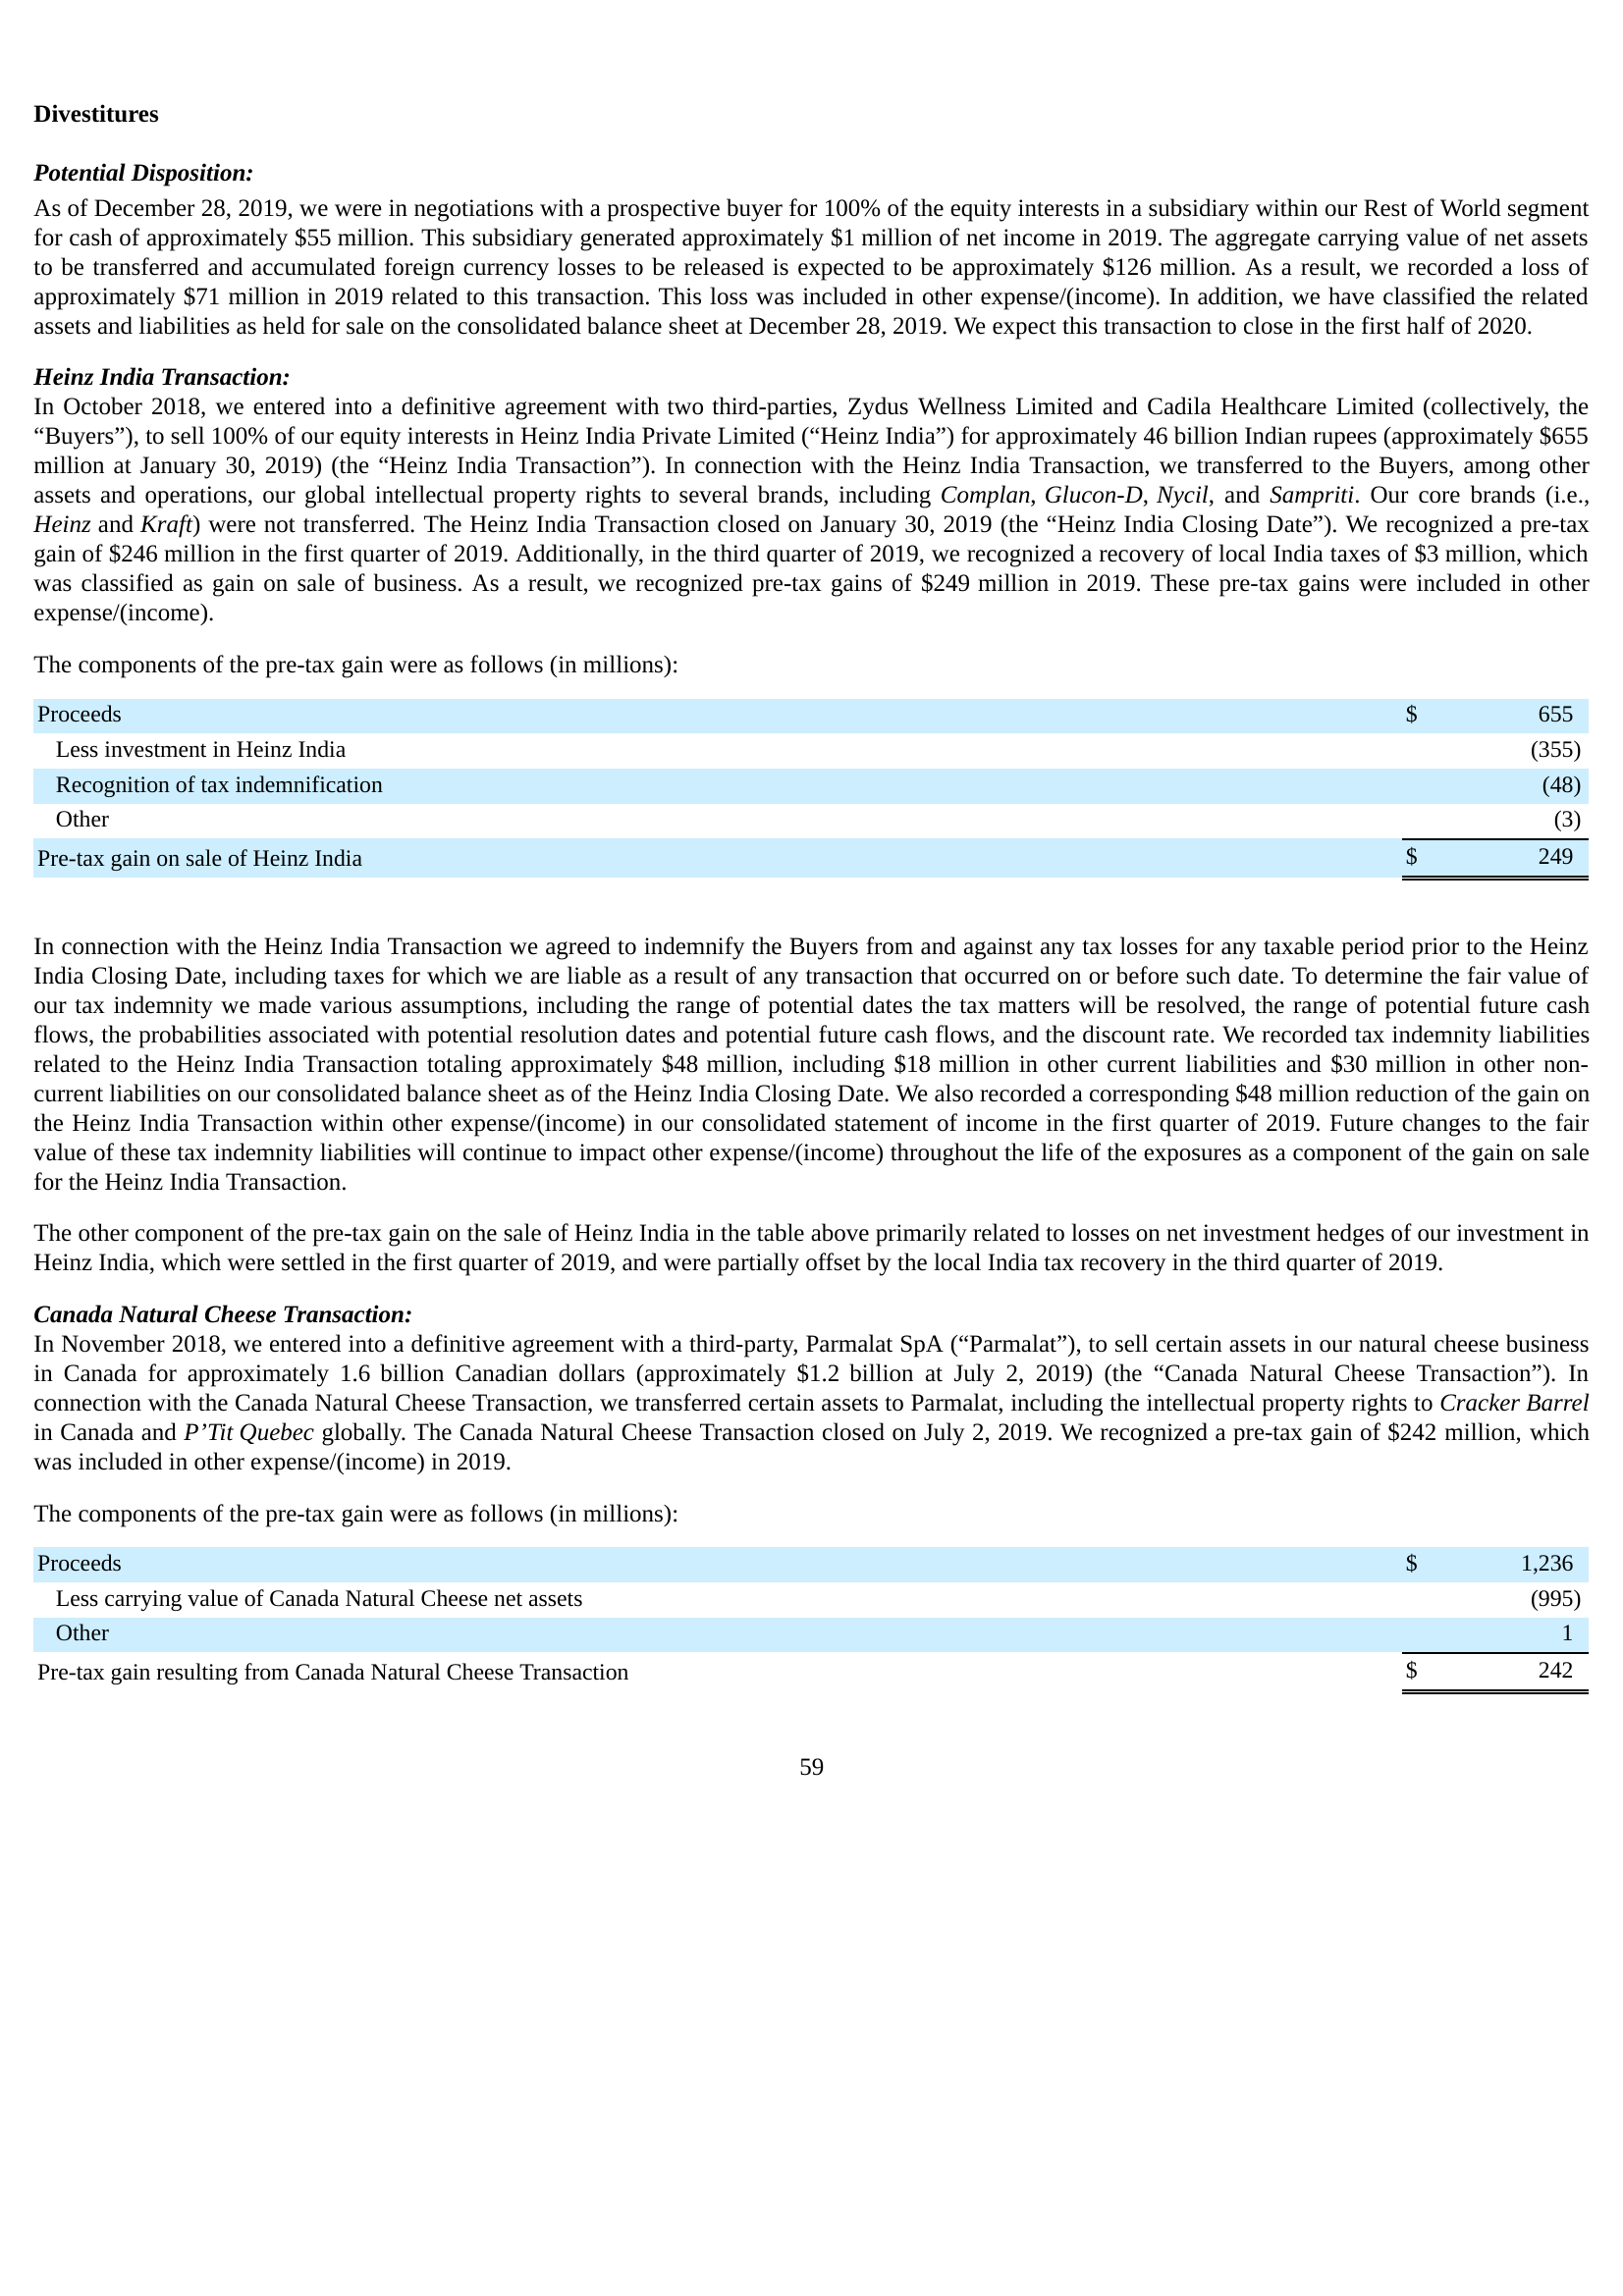 Divestitures
Potential Disposition:
As of December 28, 2019, we were in negotiations with a prospective buyer for 100% of the equity interests in a subsidiary within our Rest of World segment
for cash of approximately $55 million. This subsidiary generated approximately $1 million of net income in 2019. The aggregate carrying value of net assets
to be transferred and accumulated foreign currency losses to be released is expected to be approximately $126 million. As a result, we recorded a loss of
approximately $71 million in 2019 related to this transaction. This loss was included in other expense/(income). In addition, we have classified the related
assets and liabilities as held for sale on the consolidated balance sheet at December 28, 2019. We expect this transaction to close in the first half of 2020.
Heinz India Transaction:
In October 2018, we entered into a definitive agreement with two third-parties, Zydus Wellness Limited and Cadila Healthcare Limited (collectively, the
“Buyers”), to sell 100% of our equity interests in Heinz India Private Limited (“Heinz India”) for approximately 46 billion Indian rupees (approximately $655
million at January 30, 2019) (the “Heinz India Transaction”). In connection with the Heinz India Transaction, we transferred to the Buyers, among other
assets and operations, our global intellectual property rights to several brands, including Complan, Glucon-D, Nycil, and Sampriti. Our core brands (i.e.,
Heinz and Kraft) were not transferred. The Heinz India Transaction closed on January 30, 2019 (the “Heinz India Closing Date”). We recognized a pre-tax
gain of $246 million in the first quarter of 2019. Additionally, in the third quarter of 2019, we recognized a recovery of local India taxes of $3 million, which
was classified as gain on sale of business. As a result, we recognized pre-tax gains of $249 million in 2019. These pre-tax gains were included in other
expense/(income).
The components of the pre-tax gain were as follows (in millions):
Proceeds $ 655
Less investment in Heinz India (355)
Recognition of tax indemnification (48)
Other (3)
Pre-tax gain on sale of Heinz India $ 249
In connection with the Heinz India Transaction we agreed to indemnify the Buyers from and against any tax losses for any taxable period prior to the Heinz
India Closing Date, including taxes for which we are liable as a result of any transaction that occurred on or before such date. To determine the fair value of
our tax indemnity we made various assumptions, including the range of potential dates the tax matters will be resolved, the range of potential future cash
flows, the probabilities associated with potential resolution dates and potential future cash flows, and the discount rate. We recorded tax indemnity liabilities
related to the Heinz India Transaction totaling approximately $48 million, including $18 million in other current liabilities and $30 million in other non-
current liabilities on our consolidated balance sheet as of the Heinz India Closing Date. We also recorded a corresponding $48 million reduction of the gain on
the Heinz India Transaction within other expense/(income) in our consolidated statement of income in the first quarter of 2019. Future changes to the fair
value of these tax indemnity liabilities will continue to impact other expense/(income) throughout the life of the exposures as a component of the gain on sale
for the Heinz India Transaction.
The other component of the pre-tax gain on the sale of Heinz India in the table above primarily related to losses on net investment hedges of our investment in
Heinz India, which were settled in the first quarter of 2019, and were partially offset by the local India tax recovery in the third quarter of 2019.
Canada Natural Cheese Transaction:
In November 2018, we entered into a definitive agreement with a third-party, Parmalat SpA (“Parmalat”), to sell certain assets in our natural cheese business
in Canada for approximately 1.6 billion Canadian dollars (approximately $1.2 billion at July 2, 2019) (the “Canada Natural Cheese Transaction”). In
connection with the Canada Natural Cheese Transaction, we transferred certain assets to Parmalat, including the intellectual property rights to Cracker Barrel
in Canada and P’Tit Quebec globally. The Canada Natural Cheese Transaction closed on July 2, 2019. We recognized a pre-tax gain of $242 million, which
was included in other expense/(income) in 2019.
The components of the pre-tax gain were as follows (in millions):
Proceeds $ 1,236
Less carrying value of Canada Natural Cheese net assets (995)
Other 1
Pre-tax gain resulting from Canada Natural Cheese Transaction $ 242
59